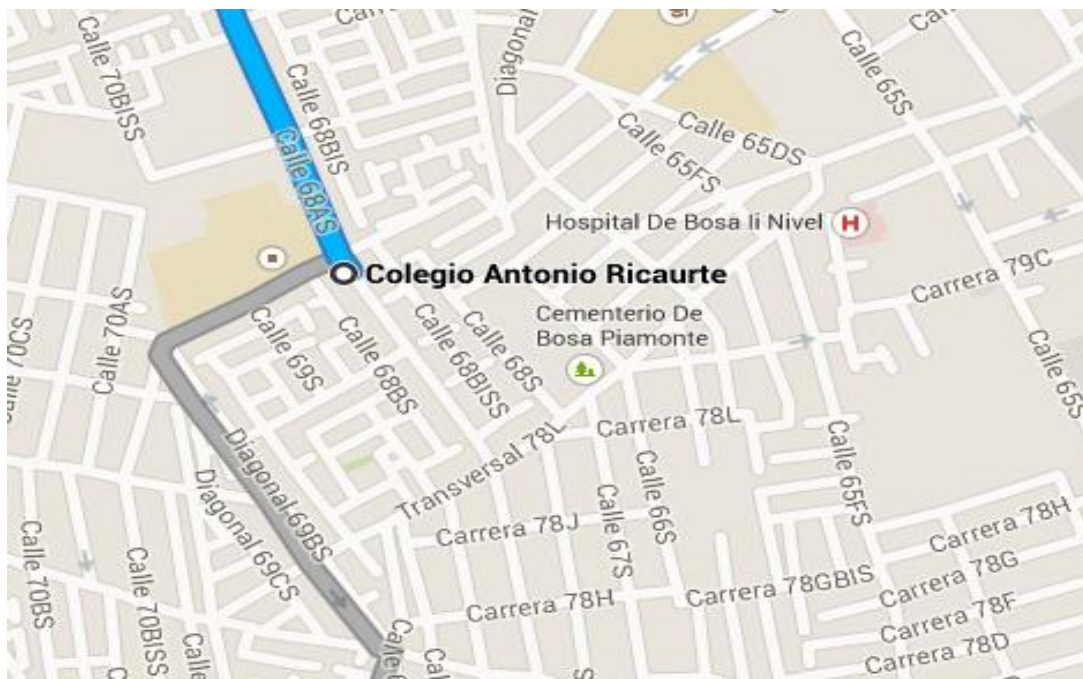 Calle 70BISS
Calle 68BIS
Calle 68AS
Diagonal
Calle 65S
Calle 65DS
Calle 65FS
Hospital De Bosa Ii Nivel
H
Colegio Antonio Ricaurte
Carrera 79C
Cementerio De
Bosa Piamonte
Calle 70CS
Calle 70AS
Calle 69S
Calle 68BS
Calle 68BISS
Calle 68S
Calle 65S
Carrera 78L
Transversal 78L
Diagonal 69BS
Diagonal 69CS
Carrera 78J
Calle 67S
Calle 66S
Calle 65FS
Carrera 78H
Carrera 78G
Carrera 78GBIS
Carrera 78H
Carrera 78F
Carrera 78D
Calle 70BS
Calle 70BISS